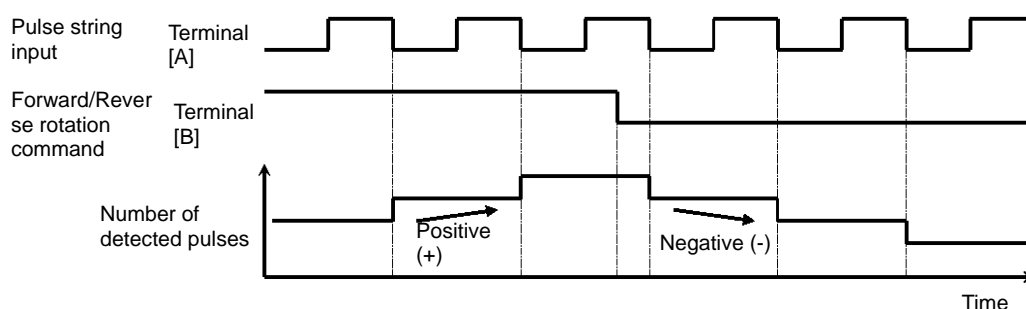 Pulse string
input
Terminal
[A]
Forward/Rever
se rotation
command
Terminal
[B]
Number of
detected pulses
Positive
(+)
Negative (-)
Time